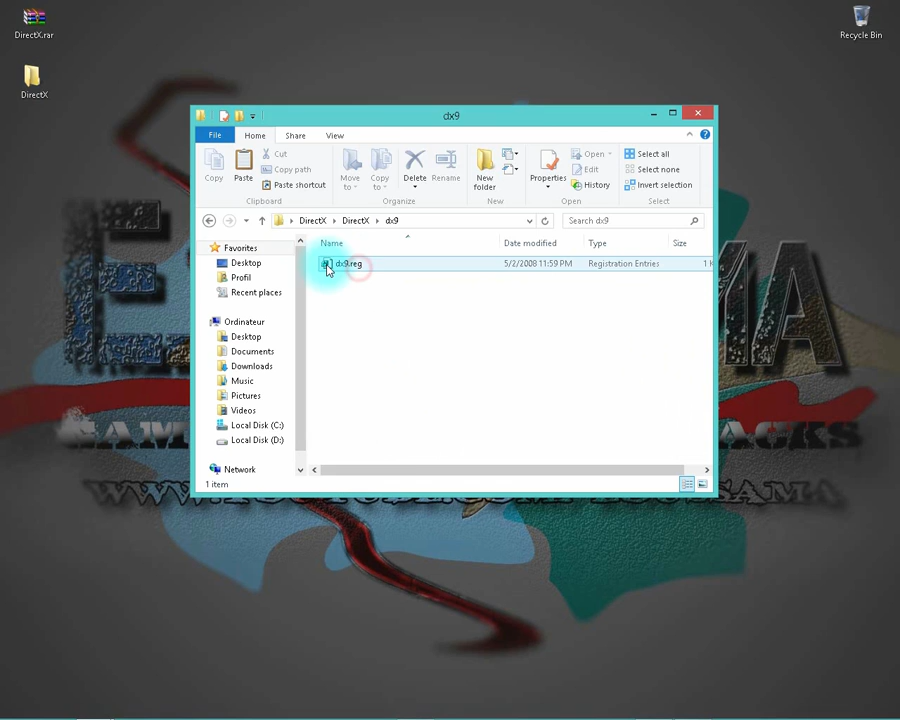 DirectX.rar
Recycle Bin
DirectX
dx9
File Home Share View
Copy Paste Cut Copy path Paste shortcut
Move to Copy to Delete Rename
New folder
Properties Open Edit History
Select all Select none Invert selection
Clipboard Organize New Open Select
DirectX DirectX dx9
Search dx9
Name Date modified Type Size
dx9.reg 5/2/2008 11:59 PM Registration Entries 1
Favorites
Desktop
Profil
Recent places
Ordinateur
Desktop
Documents
Downloads
Music
Pictures
Videos
Local Disk (C:)
Local Disk (D:)
Network
1 item